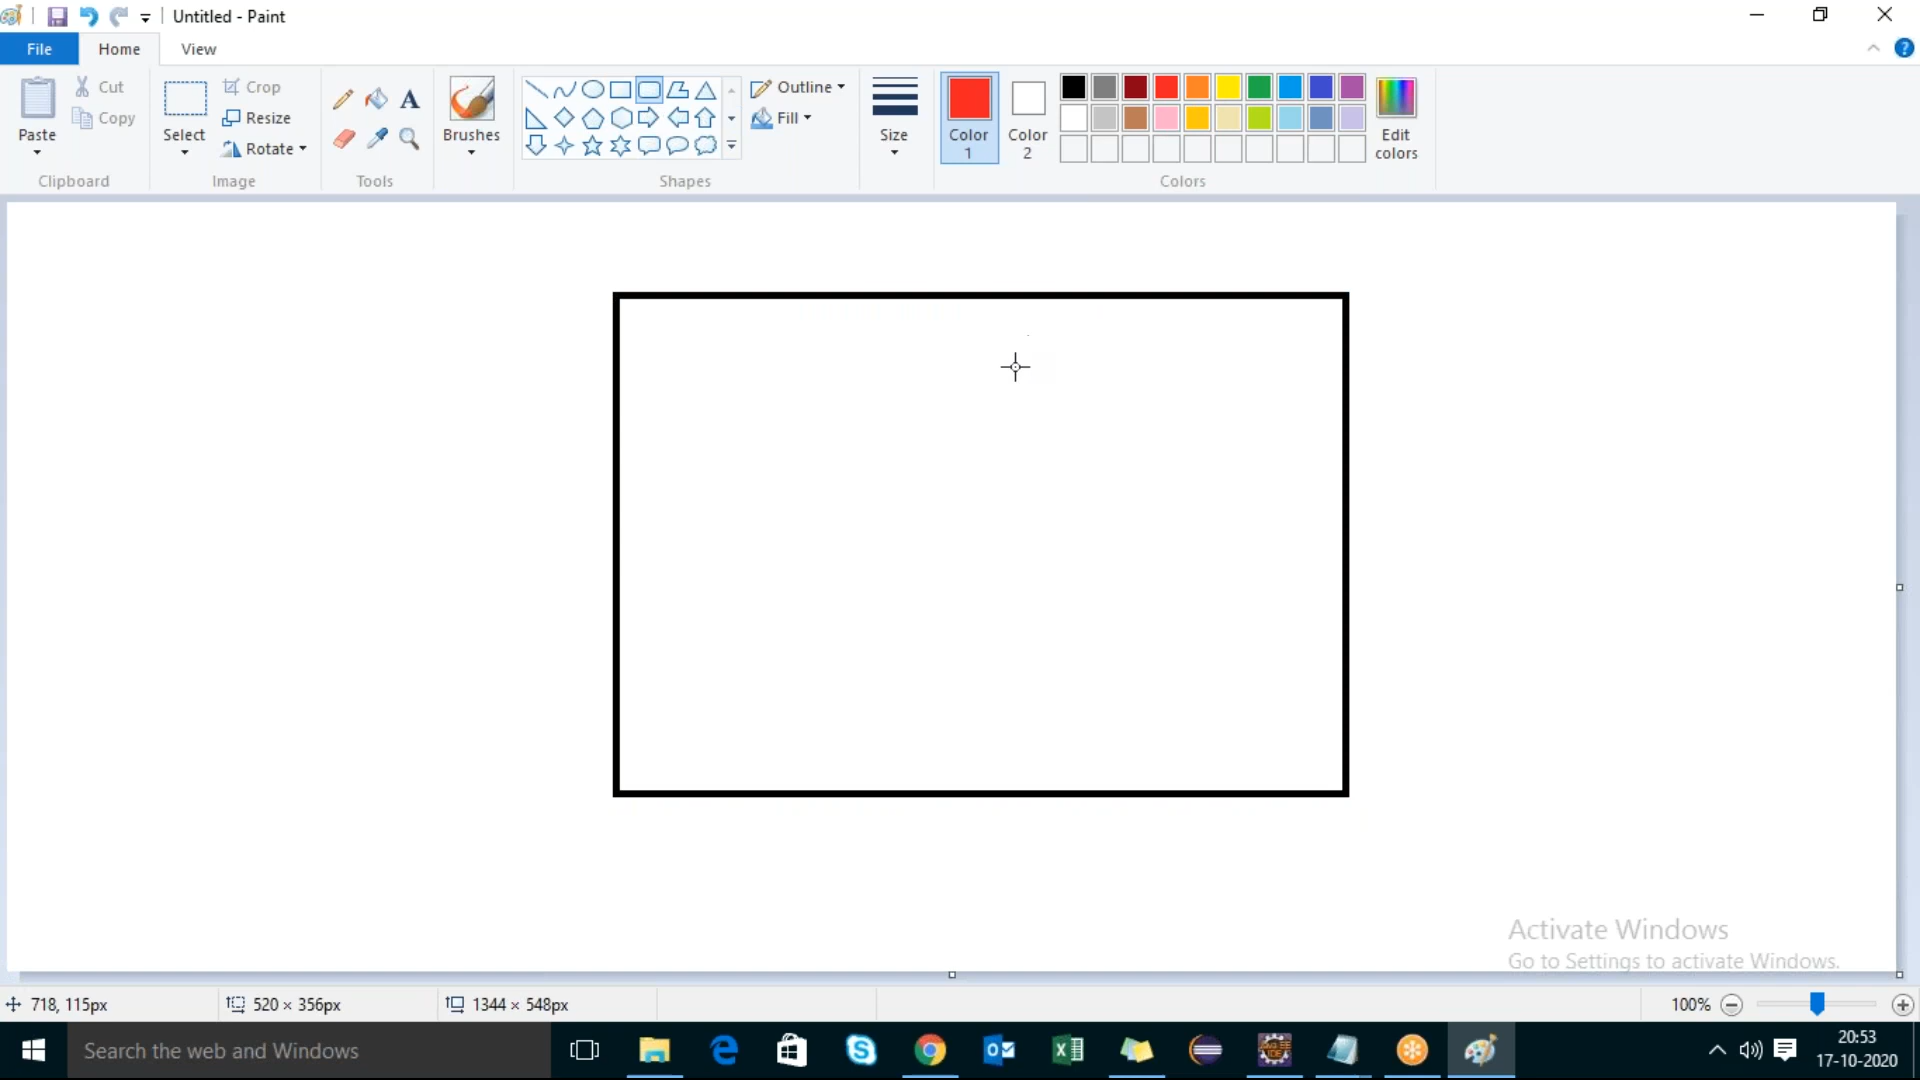 Untitled - Paint
File
Home
View
Paste
Cut
Copy
Clipboard
Select
Crop
Resize
Rotate
Image
A
Tools
Brushes
Shapes
Outline
Fill
Size
Color
1
Color
2
Edit
colors
Colors
?
Activate Windows
Go to Settings to activate Windows.
718, 115px
520 × 356px
1344 × 548px
100%
Search the web and Windows
20:53
17-10-2020